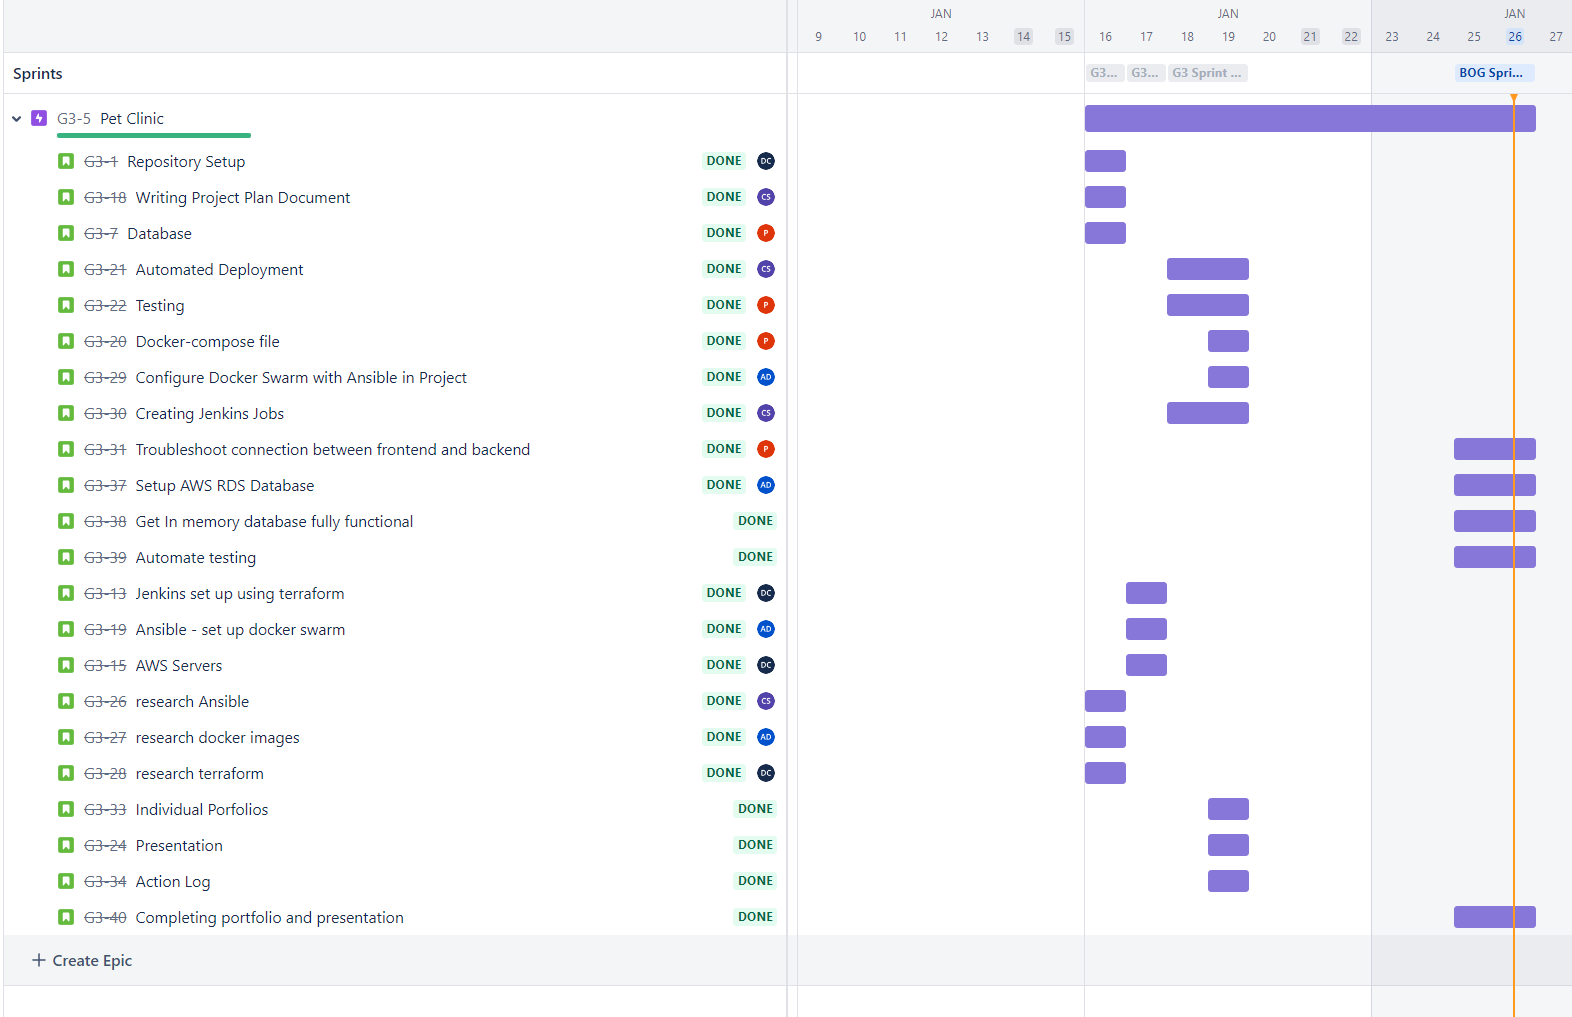 JAN JAN JAN
9 10 11 12 13 14 15 16 17 18 19 20 21 22 23 24 25 26 27
Sprints G3... G3... G3 Sprint ... BOG Spri...
G3-5 Pet Clinic
G3-1 Repository Setup DONE DC
G3-18 Writing Project Plan Document DONE CS
G3-7 Database DONE P
G3-21 Automated Deployment DONE CS
G3-22 Testing DONE P
G3-20 Docker-compose file DONE P
G3-29 Configure Docker Swarm with Ansible in Project DONE AD
G3-30 Creating Jenkins Jobs DONE CS
G3-31 Troubleshoot connection between frontend and backend DONE P
G3-37 Setup AWS RDS Database DONE AD
G3-38 Get In memory database fully functional DONE
G3-39 Automate testing DONE
G3-13 Jenkins set up using terraform DONE DC
G3-19 Ansible - set up docker swarm DONE AD
G3-15 AWS Servers DONE DC
G3-26 research Ansible DONE CS
G3-27 research docker images DONE AD
G3-28 research terraform DONE DC
G3-33 Individual Porfolios DONE
G3-24 Presentation DONE
G3-34 Action Log DONE
G3-40 Completing portfolio and presentation DONE
+ Create Epic